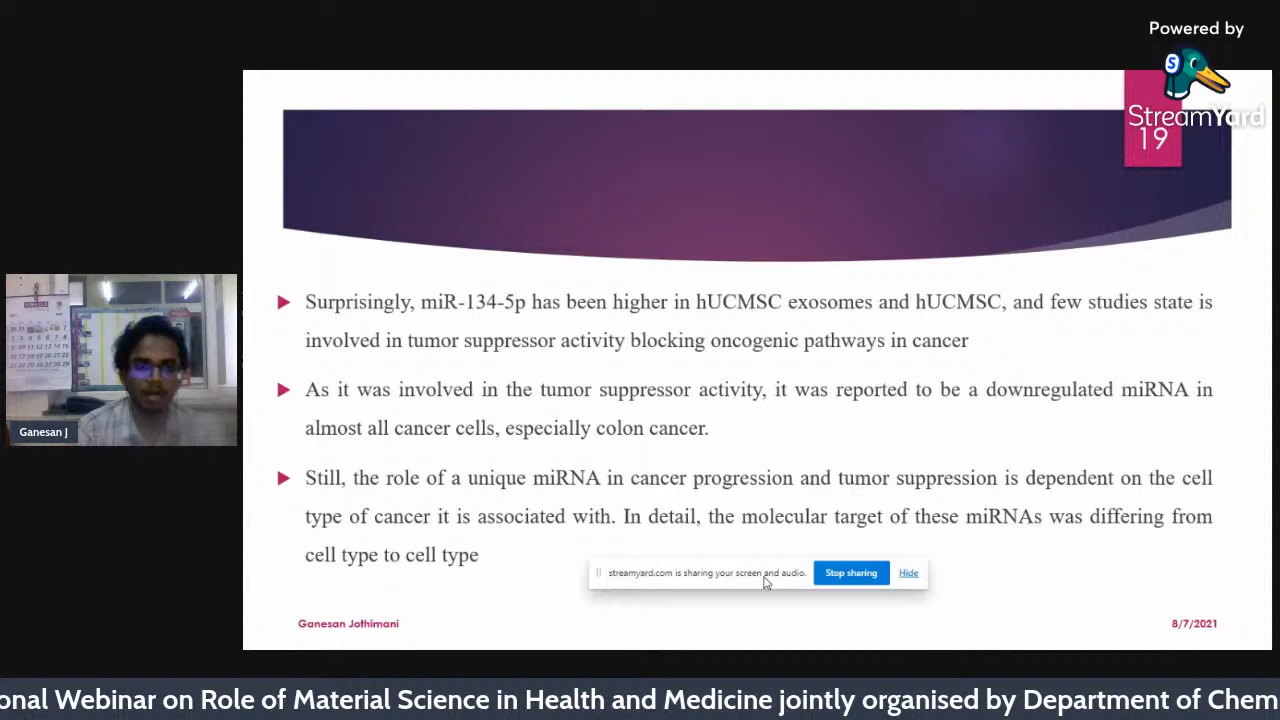 Powered by
StreamYard
19
Surprisingly, miR-134-5p has been higher in hUCMSC exosomes and hUCMSC, and few studies state is
involved in tumor suppressor activity blocking oncogenic pathways in cancer
As it was involved in the tumor suppressor activity, it was reported to be a downregulated miRNA in
almost all cancer cells, especially colon cancer.
Still, the role of a unique miRNA in cancer progression and tumor suppression is dependent on the cell
type of cancer it is associated with. In detail, the molecular target of these miRNAs was differing from
cell type to cell type
streamyard.com is sharing your screen and audio. Stop sharing Hide
Ganesan Jothimani 8/7/2021
Ganesan J
onal Webinar on Role of Material Science in Health and Medicine jointly organised by Department of Chem